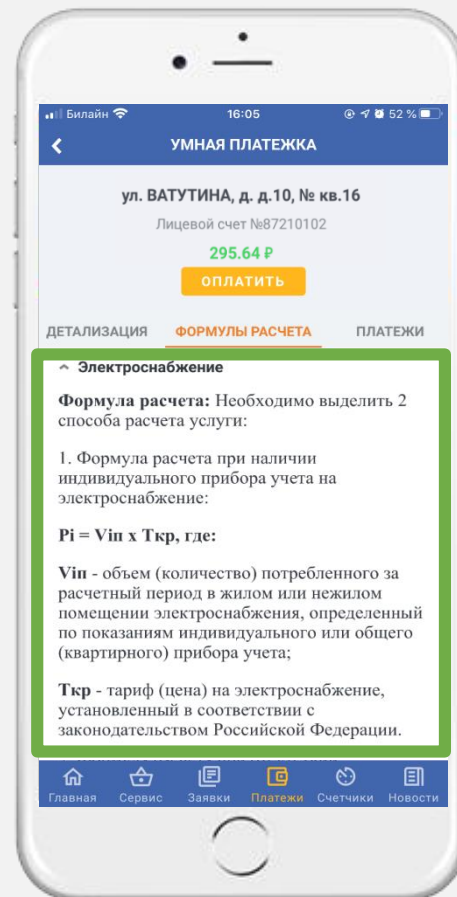 Билайн 16:05 52 %
УМНАЯ ПЛАТЕЖКА
ул. ВАТУТИНА, д. д.10, № кв.16
Лицевой счет №87210102
295.64 ₽
ОПЛАТИТЬ
ДЕТАЛИЗАЦИЯ ФОРМУЛЫ РАСЧЕТА ПЛАТЕЖИ
Электроснабжение
Формула расчета: Необходимо выделить 2
способа расчета услуги:
1. Формула расчета при наличии
индивидуального прибора учета на
электроснабжение:
Pi = Viп x Ткр, где:
Viп - объем (количество) потребленного за
расчетный период в жилом или нежилом
помещении электроснабжения, определенный
по показаниям индивидуального или общего
(квартирного) прибора учета;
Ткр - тариф (цена) на электроснабжение,
установленный в соответствии с
законодательством Российской Федерации.
Главная Сервис Заявки Платежи Счетчики Новости